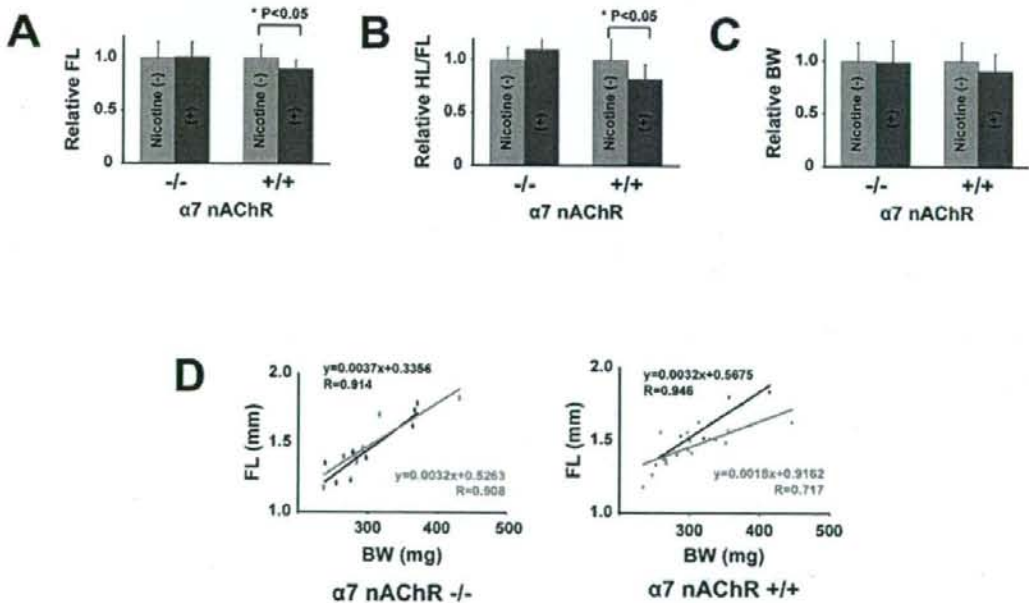 A
* P<0.05
Relative FL
1.0
0.5
0
Nicotine (-)
(+)
Nicotine (-)
(+)
-/-
+/+
α7 nAChR
B
* P<0.05
Relative HL/FL
1.0
0.5
0
Nicotine (-)
(+)
Nicotine (-)
(+)
-/-
+/+
α7 nAChR
C
Relative BW
1.0
0.5
0
Nicotine (-)
(+)
Nicotine (-)
(+)
-/-
+/+
α7 nAChR
D
y=0.0037x+0.3356
R=0.914
FL (mm)
2.0
1.5
1.0
y=0.0032x+0.5263
R=0.908
300
400
500
BW (mg)
α7 nAChR -/-
y=0.0032x+0.5675
R=0.946
FL (mm)
2.0
1.5
1.0
y=0.0018x+0.9162
R=0.717
300
400
500
BW (mg)
α7 nAChR +/+